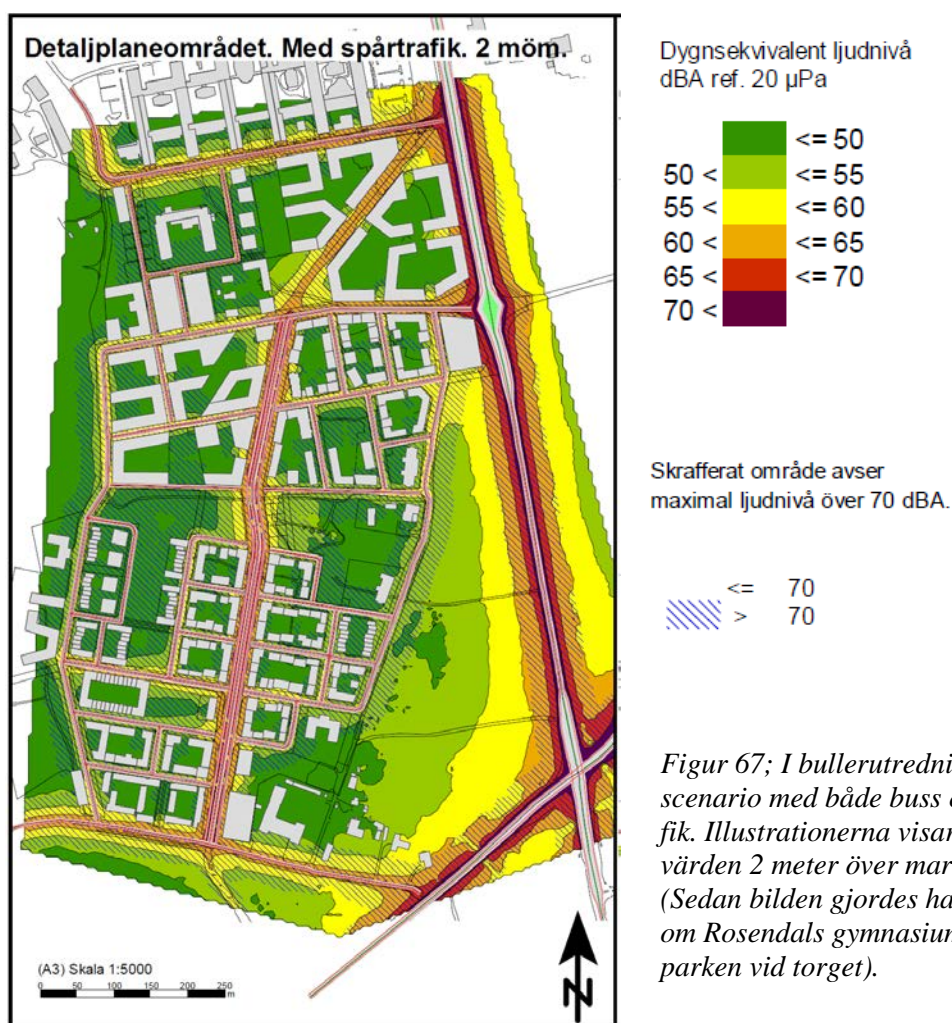 Detaljplaneområdet. Med spårtrafik. 2 möm.
Dygnsekvivalent ljudnivå
dBA ref. 20 µPa
<= 50
50 < <= 55
55 < <= 60
60 < <= 65
65 < <= 70
70 <
Skrafferat område avser
maximal ljudnivå över 70 dBA.
<= 70
> 70
Figur 67; I bullerutredni
scenario med både buss
fik. Illustrationerna visar
värden 2 meter över mar
(Sedan bilden gjordes ha
om Rosendals gymnasiu
parken vid torget).
(A3) Skala 1:5000
0 50 100 150 200 250
m
N